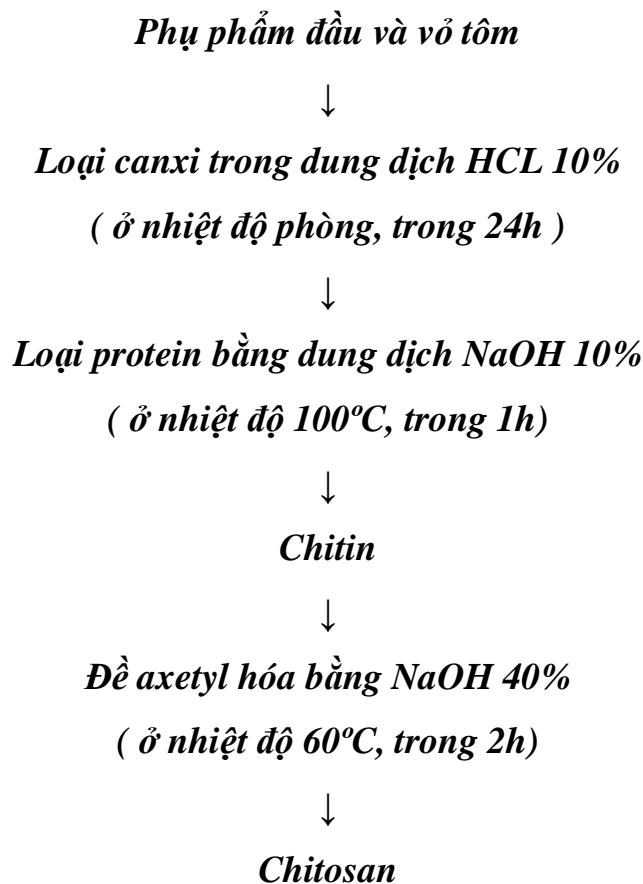 Phụ phẩm đầu và vỏ tôm
↓
Loại canxi trong dung dịch HCL 10%
( ở nhiệt độ phòng, trong 24h )
↓
Loại protein bằng dung dịch NaOH 10%
( ở nhiệt độ 100ºC, trong 1h)
↓
Chitin
↓
Đề axetyl hóa bằng NaOH 40%
( ở nhiệt độ 60ºC, trong 2h)
↓
Chitosan